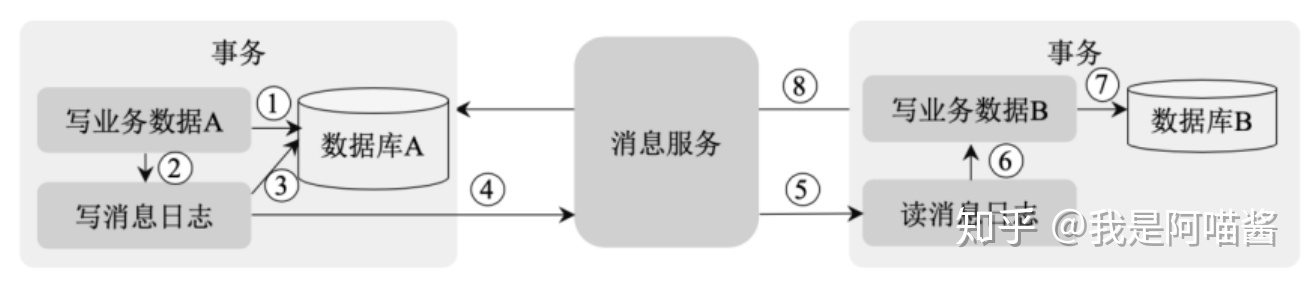 事务
写业务数据A
①
数据库A
②
③
写消息日志
④
消息服务
⑧
⑤
事务
写业务数据B
⑦
数据库B
⑥
读消息日志
知乎 @我是阿喵酱